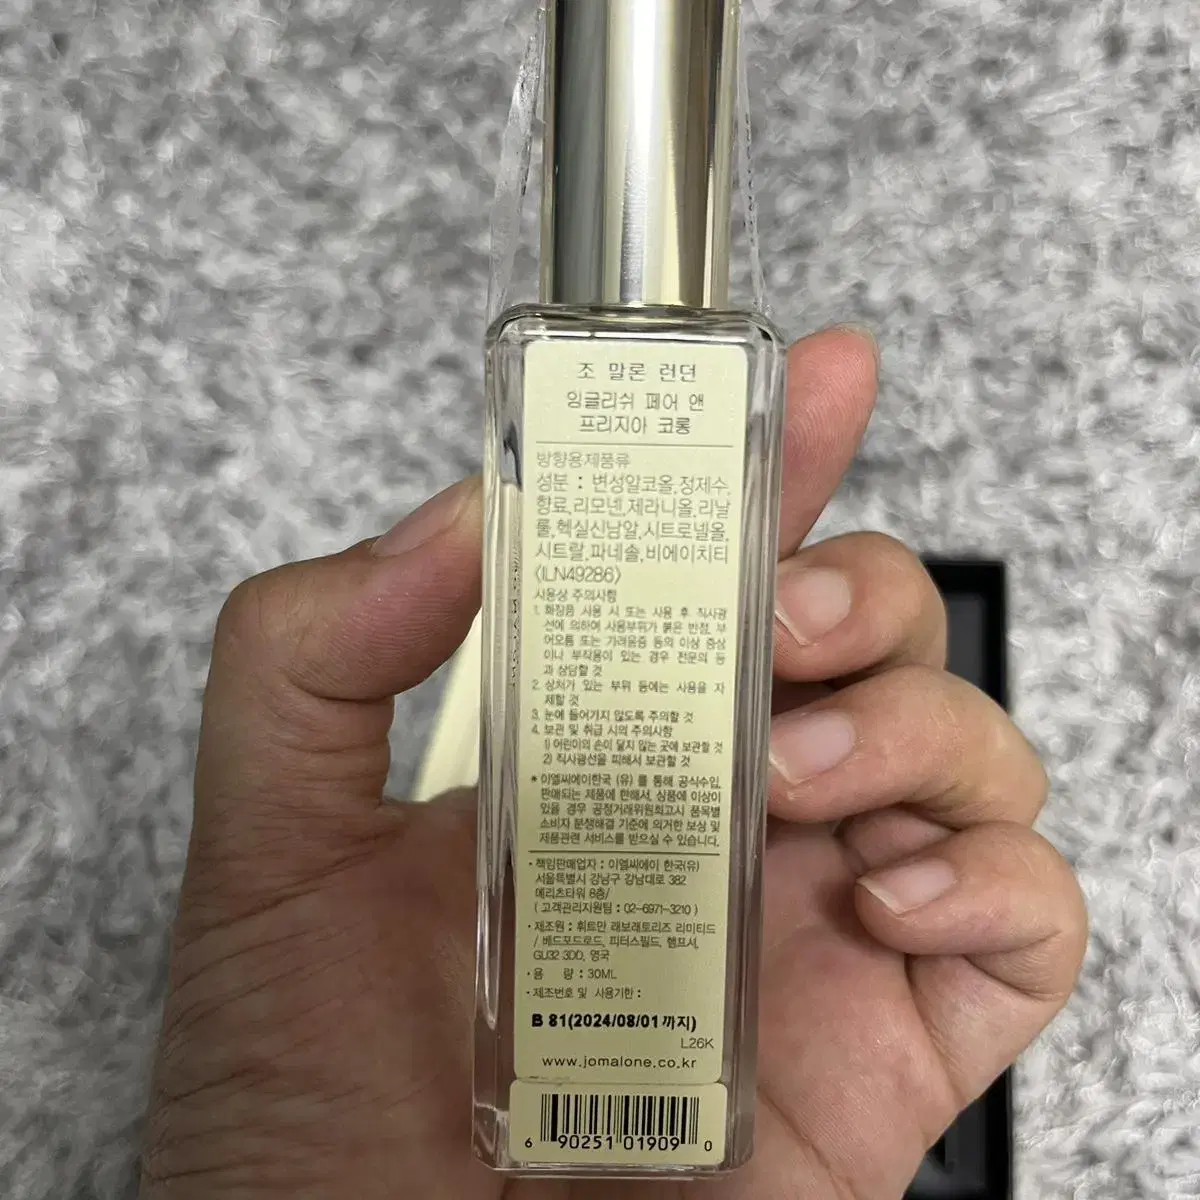 조 말론 런던
잉글리쉬 페어 앤
프리지아 코롱
방향용제품류
성분 : 변성알코올,정제수,
향료,리모넨,제라니올,리날
룰,헥실신남알,시트로넬올,
시트랄,파네솔,비에이치티
〈ILN49286〉
사용상 주의사항
1. 화장품 사용 시 또는 사용 후 직사광
선에 의하여 사용부위가 붉은 반점, 부
어오름 또는 가려움증 등의 이상 증상
이나 부작용이 있는 경우 전문의 등
과 상담할 것
2. 상처가 있는 부위 등에는 사용을 자
제할 것
3. 눈에 들어가지 않도록 주의할 것
4. 보관 및 취급 시의 주의사항
1) 어린이의 손이 닿지 않는 곳에 보관할 것
2) 직사광선을 피해서 보관할 것
* 이엘씨에이한국 (유) 를 통해 공식수입,
판매되는 제품에 한해서, 상품에 이상이
있을 경우 공정거래위원회고시 품목별
소비자 분쟁해결 기준에 의거한 보상 및
제품관련 서비스를 받으실 수 있습니다.
· 책임판매업자 : 이엘씨에이 한국(유)
서울특별시 강남구 강남대로 382
메리츠타워 8층/
( 고객관리지원팀 : 02-6971-3210 )
· 제조원 : 휘트만 래보래토리즈 리미티드
/ 베드포드로드, 피터스필드, 햄프셔,
GU32 3DD, 영국
· 용 량 : 30ML
· 제조번호 및 사용기한 :
B 81(2024/08/01 까지)
L26K
www.jomalone.co.kr
6 90251 01909 0